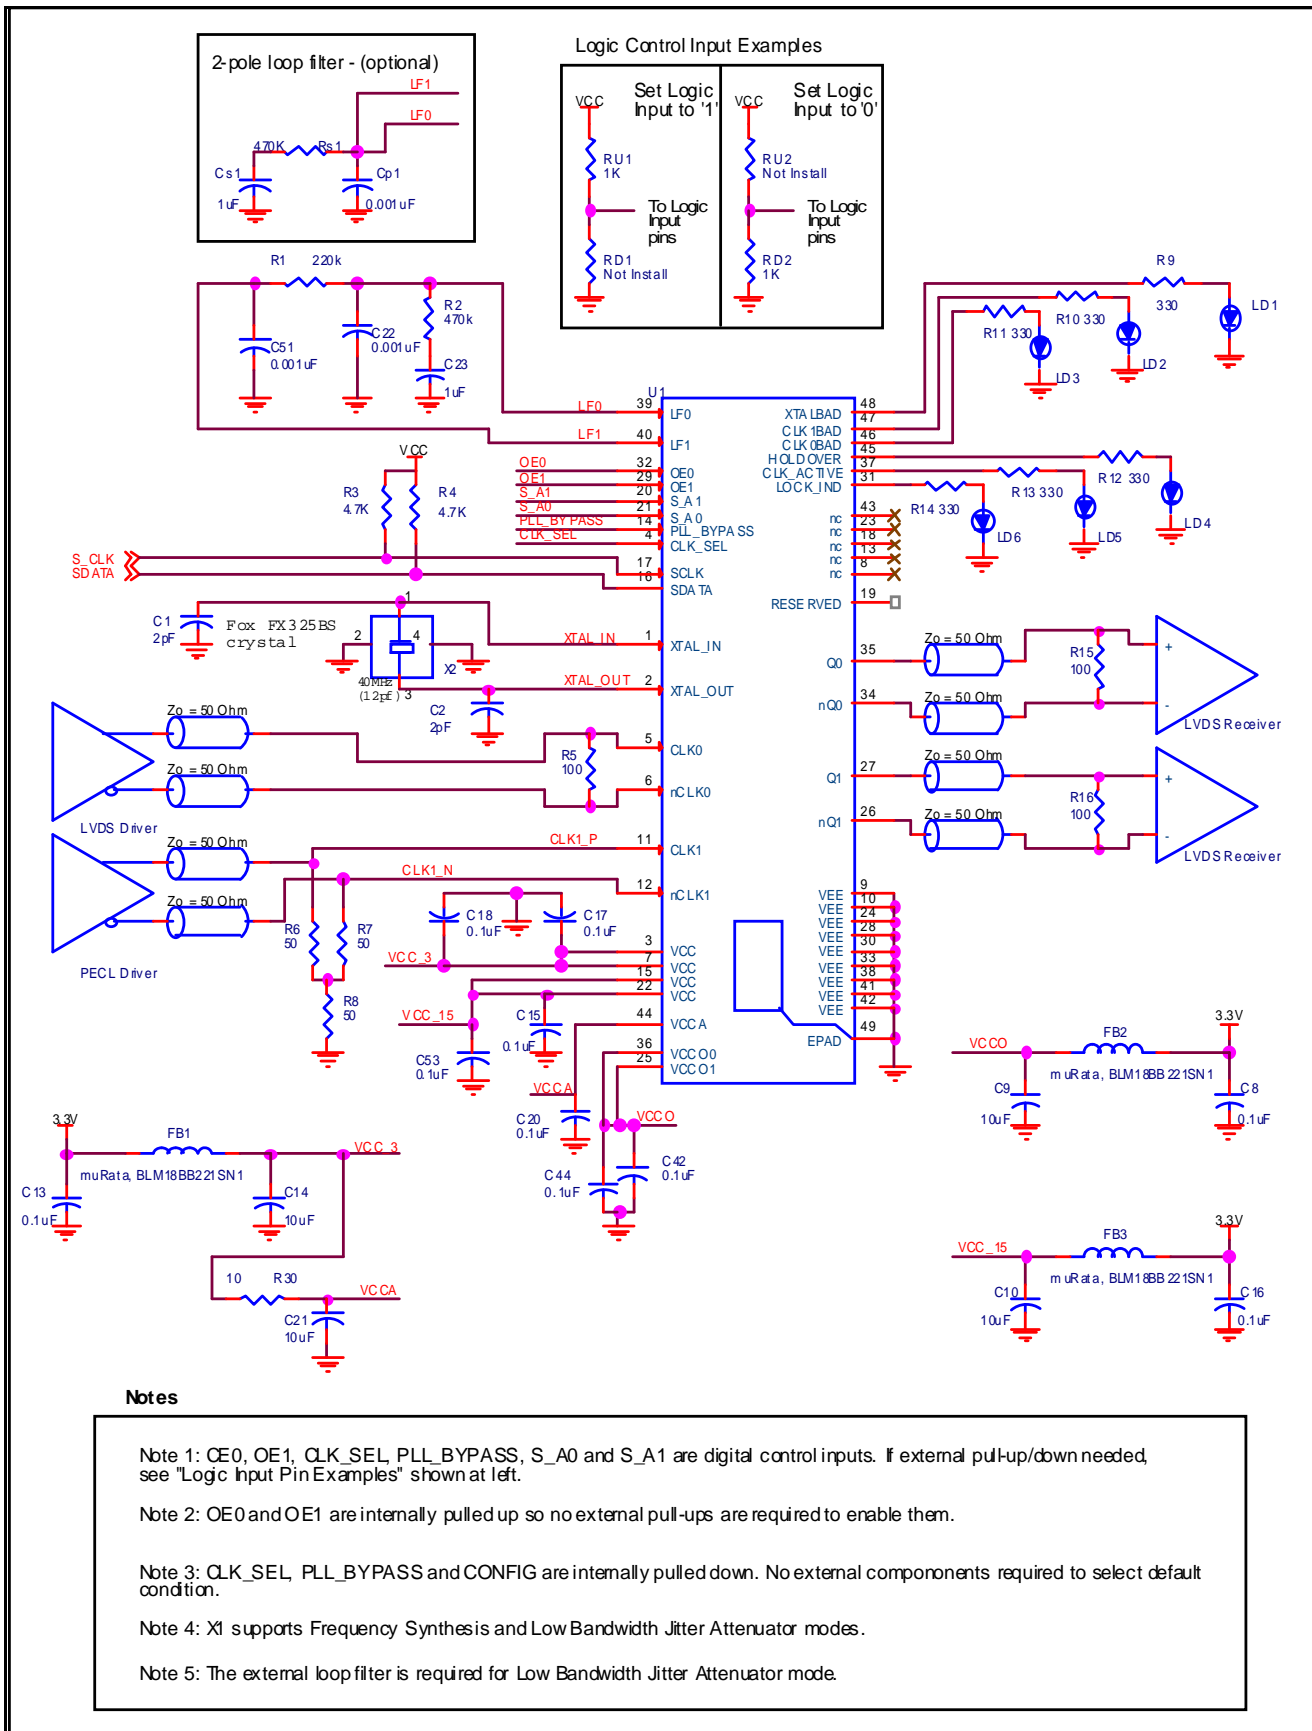 Logic Control Input Examples
2-pole loop filter - (optional)
LF1
LF0
470K
Rs1
Cs1
1uF
Cp1
0.001uF
VCC
Set Logic
Input to '1'
RU1
1K
To Logic
Input
pins
RD1
Not Install
VCC
Set Logic
Input to '0'
RU2
Not Install
To Logic
Input
pins
RD2
1K
R1
220k
R2
470k
C51
0.001uF
C22
0.001uF
C23
1uF
R9
330
LD1
R10 330
LD2
R11 330
LD3
R12 330
LD4
R13 330
LD5
R14 330
LD6
U1
LF0
39
LF0
LF1
40
LF1
OE0
32
OE0
OE1
29
OE1
S_A1
20
S_A1
S_A0
21
S_A0
PLL_BYPASS
14
PLL_BYPASS
CLK_SEL
4
CLK_SEL
17
SCLK
16
SDATA
VCC
R3
4.7K
R4
4.7K
S_CLK
SDATA
48
XTALBAD
47
CLK1BAD
46
CLK0BAD
45
HOLDOVER
37
CLK_ACTIVE
31
LOCK_IND
43
nc
23
nc
18
nc
13
nc
8
nc
19
RESERVED
C1
2pF
Fox FX325BS
crystal
1
2
4
X2
40MHz
(12pf)
3
XTAL_IN
1
XTAL_IN
XTAL_OUT
2
XTAL_OUT
C2
2pF
Zo = 50 Ohm
Zo = 50 Ohm
LVDS Driver
R5
100
5
CLK0
6
nCLK0
Zo = 50 Ohm
Zo = 50 Ohm
PECL Driver
CLK1_P
11
CLK1
CLK1_N
12
nCLK1
R6
50
R7
50
R8
50
35
Q0
34
nQ0
Zo = 50 Ohm
Zo = 50 Ohm
R15
100
+
-
LVDS Receiver
27
Q1
26
nQ1
Zo = 50 Ohm
Zo = 50 Ohm
R16
100
+
-
LVDS Receiver
C18
0.1uF
C17
0.1uF
VCC_3
3
VCC
7
VCC
15
VCC
22
VCC
VCC_15
C15
0.1uF
C53
0.1uF
44
VCCA
36
VCCO0
25
VCCO1
VCCA
C20
0.1uF
VCCO
C44
0.1uF
C42
0.1uF
9
VEE
10
VEE
24
VEE
28
VEE
30
VEE
33
VEE
38
VEE
41
VEE
42
VEE
49
EPAD
3.3V
FB1
muRata, BLM18BB221SN1
VCC_3
C13
0.1uF
C14
10uF
10
R30
VCCA
C21
10uF
VCCO
FB2
muRata, BLM18BB221SN1
3.3V
C9
10uF
C8
0.1uF
VCC_15
FB3
muRata, BLM18BB221SN1
3.3V
C10
10uF
C16
0.1uF
Notes
Note 1: OE0, OE1, CLK_SEL, PLL_BYPASS, S_A0 and S_A1 are digital control inputs. If external pull-up/down needed,
see "Logic Input Pin Examples" shown at left.
Note 2: OE0 and OE1 are internally pulled up so no external pull-ups are required to enable them.
Note 3: CLK_SEL, PLL_BYPASS and CONFIG are internally pulled down. No external compononents required to select default
condition.
Note 4: X1 supports Frequency Synthesis and Low Bandwidth Jitter Attenuator modes.
Note 5: The external loop filter is required for Low Bandwidth Jitter Attenuator mode.